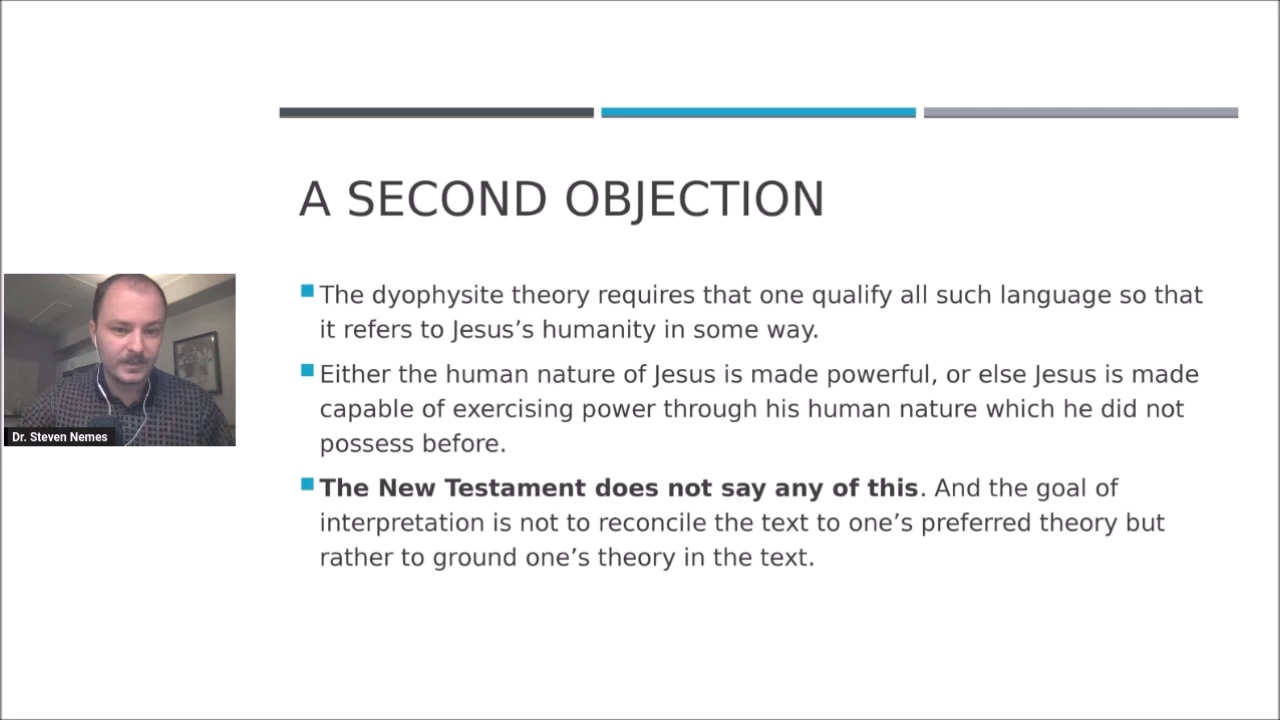 A SECOND OBJECTION
The dyophysite theory requires that one qualify all such language so that
it refers to Jesus’s humanity in some way.
Either the human nature of Jesus is made powerful, or else Jesus is made
capable of exercising power through his human nature which he did not
possess before.
The New Testament does not say any of this. And the goal of
interpretation is not to reconcile the text to one’s preferred theory but
rather to ground one’s theory in the text.
Dr. Steven Nemes